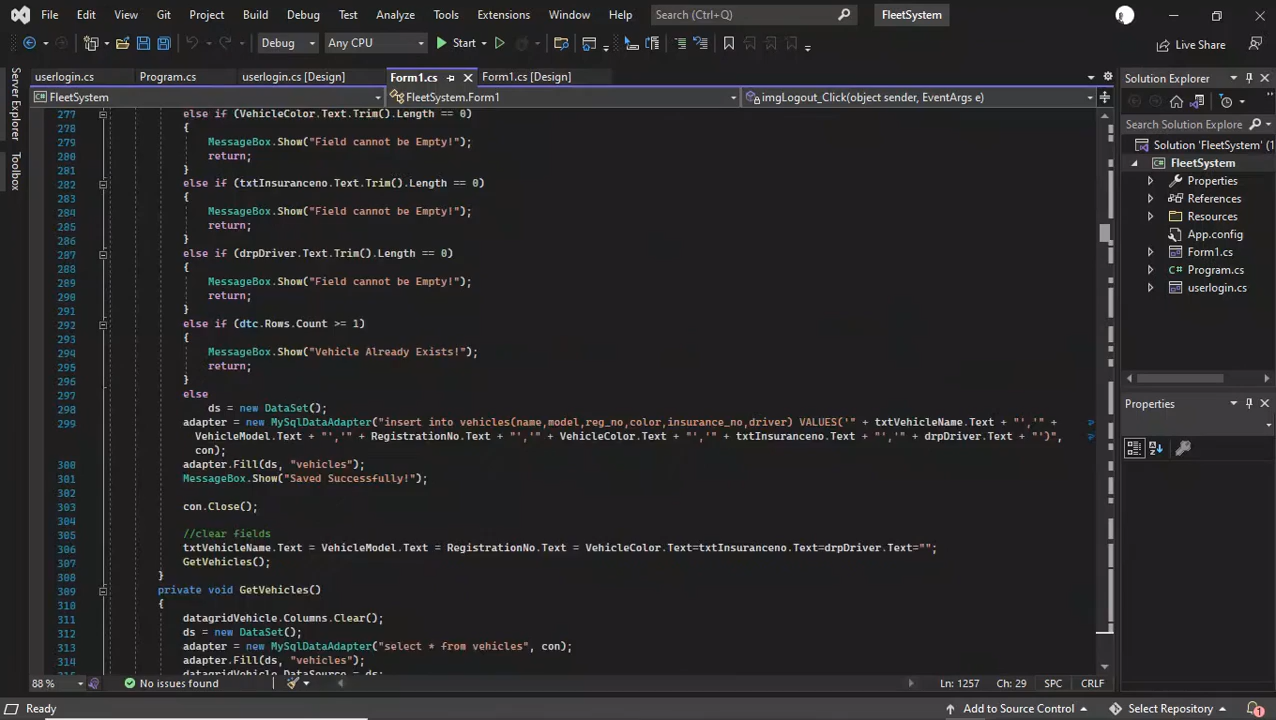 File Edit View Git Project Build Debug Test Analyze Tools Extensions Window Help Search (Ctrl+Q) FleetSystem
Debug Any CPU Start Live Share
userlogin.cs Program.cs userlogin.cs [Design] Form1.cs Form1.cs [Design]
FleetSystem FleetSystem.Form1 imgLogout_Click(object sender, EventArgs e)
Server Explorer
Toolbox
277 else if (VehicleColor.Text.Trim().Length == 0)
278 {
279 MessageBox.Show("Field cannot be Empty!");
280 return;
281 }
282 else if (txtInsuranceno.Text.Trim().Length == 0)
283 {
284 MessageBox.Show("Field cannot be Empty!");
285 return;
286 }
287 else if (drpDriver.Text.Trim().Length == 0)
288 {
289 MessageBox.Show("Field cannot be Empty!");
290 return;
291 }
292 else if (dtc.Rows.Count >= 1)
293 {
294 MessageBox.Show("Vehicle Already Exists!");
295 return;
296 }
297 else
298 ds = new DataSet();
299 adapter = new MySqlDataAdapter("insert into vehicles(name,model,reg_no,color,insurance_no,driver) VALUES('" + txtVehicleName.Text + "','" +
VehicleModel.Text + "','" + RegistrationNo.Text + "','" + VehicleColor.Text + "','" + txtInsuranceno.Text + "','" + drpDriver.Text + "')",
con);
300 adapter.Fill(ds, "vehicles");
301 MessageBox.Show("Saved Successfully!");
302
303 con.Close();
304
305 //clear fields
306 txtVehicleName.Text = VehicleModel.Text = RegistrationNo.Text = VehicleColor.Text=txtInsuranceno.Text=drpDriver.Text="";
307 GetVehicles();
308 }
309 private void GetVehicles()
310 {
311 datagridVehicle.Columns.Clear();
312 ds = new DataSet();
313 adapter = new MySqlDataAdapter("select * from vehicles", con);
314 adapter.Fill(ds, "vehicles");
datagridVehicle.DataSource = ds;
88 % No issues found Ln: 1257 Ch: 29 SPC CRLF
Solution Explorer
Search Solution Explore
Solution 'FleetSystem' (1
FleetSystem
Properties
References
Resources
App.config
Form1.cs
Program.cs
userlogin.cs
Properties
Ready Add to Source Control Select Repository 1